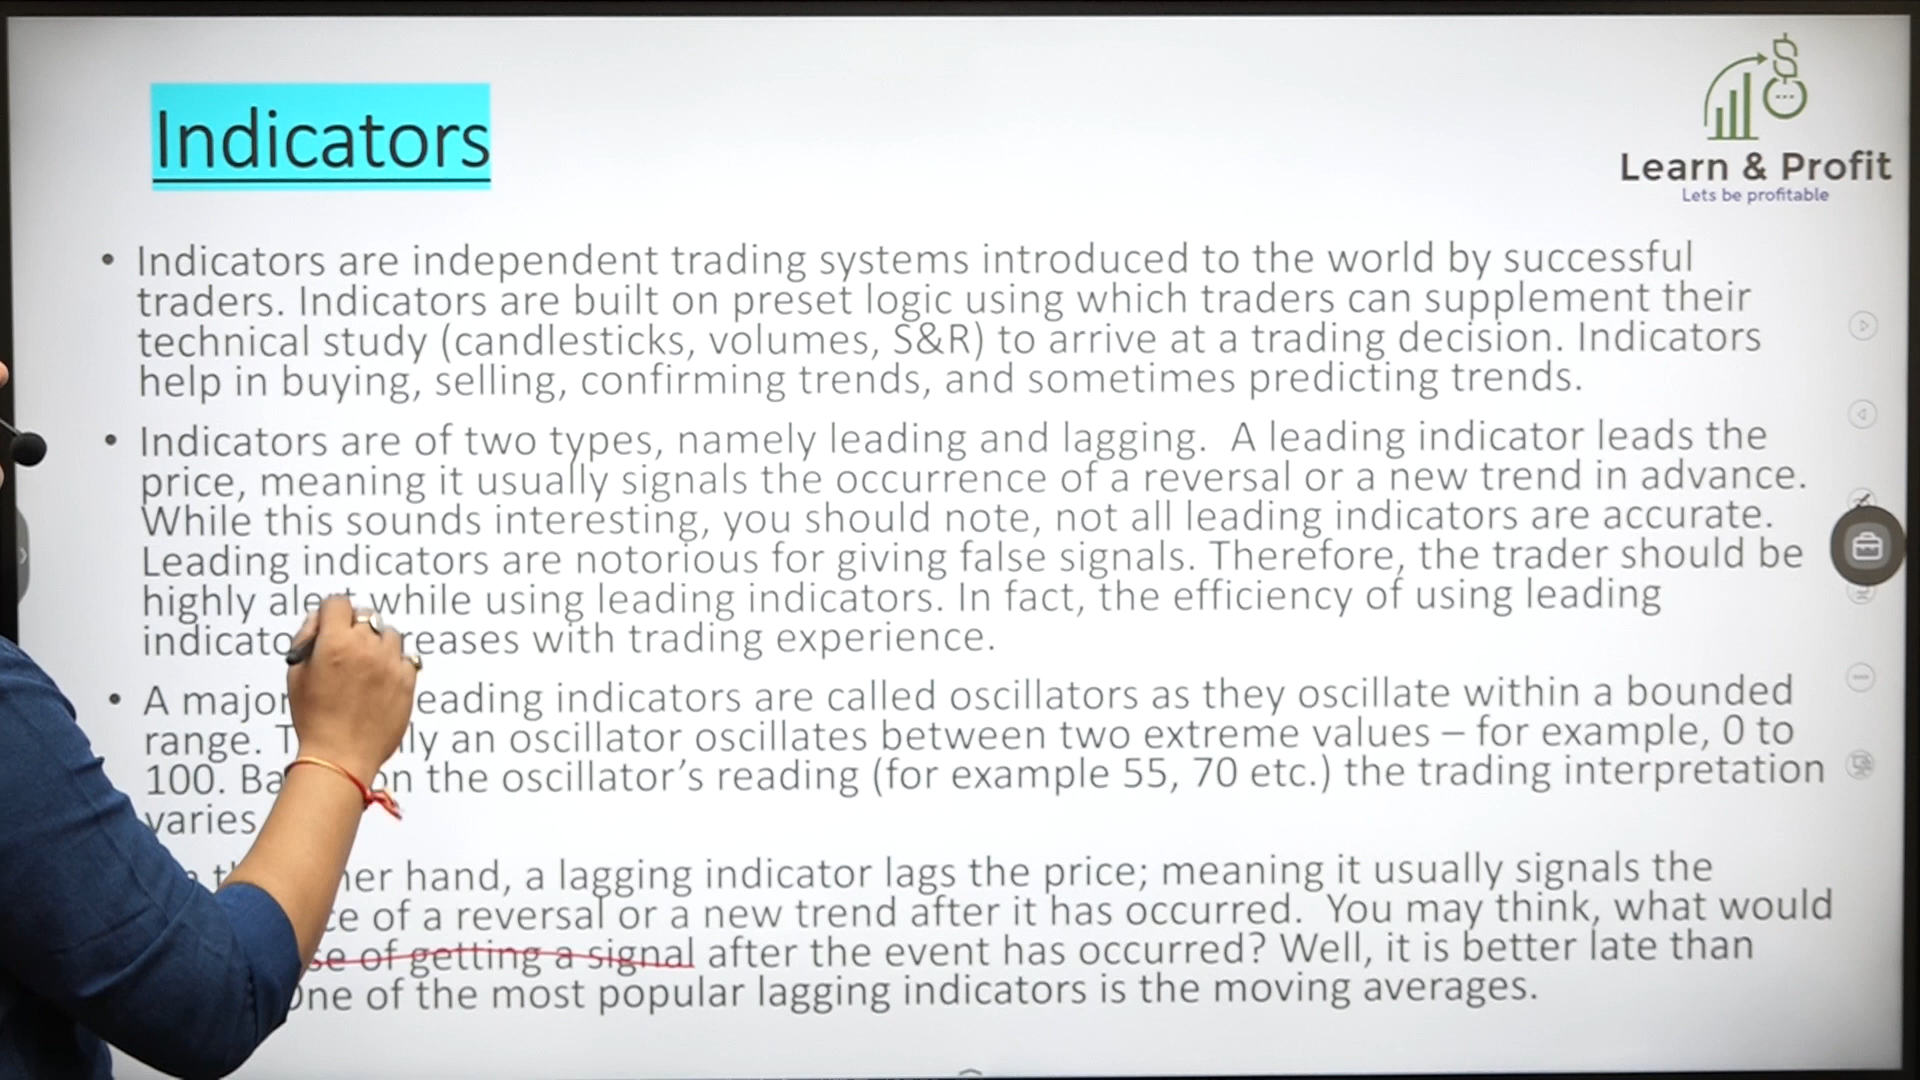 Indicators
Learn & Profit
Lets be profitable
• Indicators are independent trading systems introduced to the world by successful
traders. Indicators are built on preset logic using which traders can supplement their
technical study (candlesticks, volumes, S&R) to arrive at a trading decision. Indicators
help in buying, selling, confirming trends, and sometimes predicting trends.
• Indicators are of two types, namely leading and lagging. A leading indicator leads the
price, meaning it usually signals the occurrence of a reversal or a new trend in advance.
While this sounds interesting, you should note, not all leading indicators are accurate.
Leading indicators are notorious for giving false signals. Therefore, the trader should be
highly alert while using leading indicators. In fact, the efficiency of using leading
with trading experience.
• A leading indicators are called oscillators as they oscillate within a bounded
range. an oscillator oscillates between two extreme values – for example, 0 to
100. on the oscillator's reading (for example 55, 70 etc.) the trading interpretation
varies
hand, a lagging indicator lags the price; meaning it usually signals the
of a reversal or a new trend after it has occurred. You may think, what would
of getting a signal after the event has occurred? Well, it is better late than
One of the most popular lagging indicators is the moving averages.